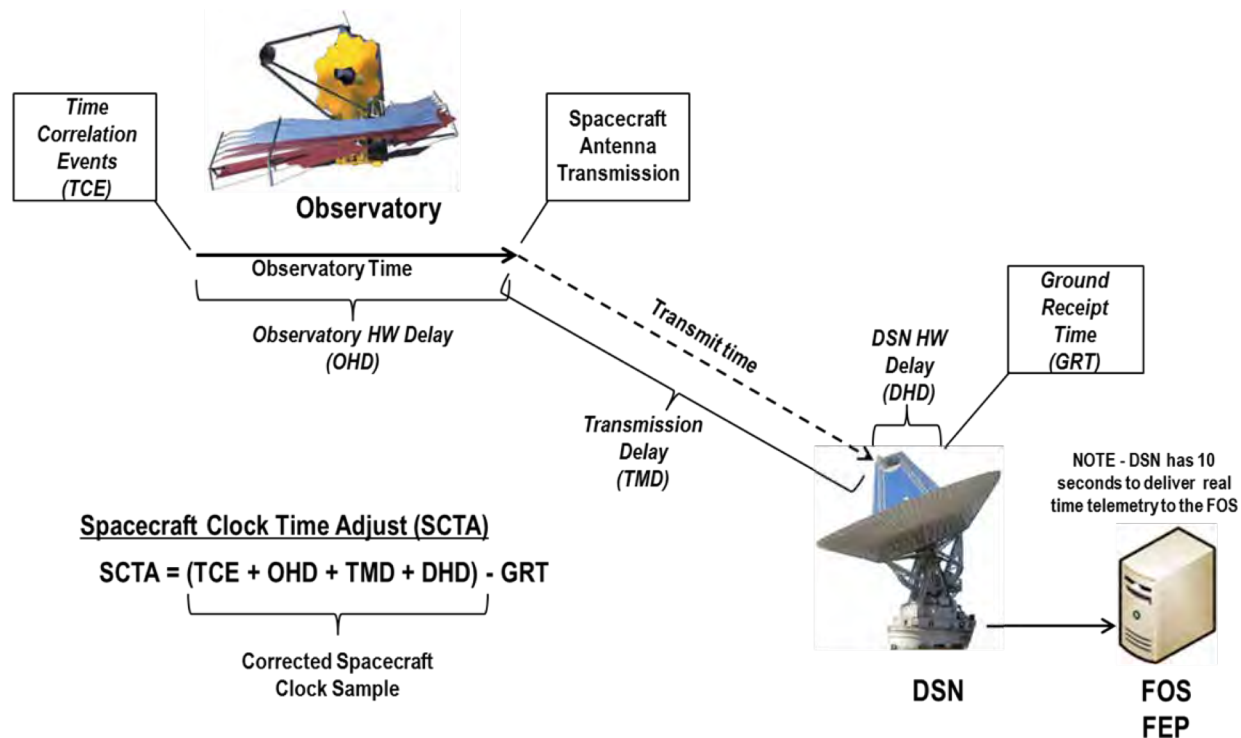 Time
Correlation
Events
(TCE)
Observatory
Spacecraft
Antenna
Transmission
Observatory Time
Observatory HW Delay
(OHD)
Transmit time
Transmission
Delay
(TMD)
DSN HW
Delay
(DHD)
Ground
Receipt
Time
(GRT)
NOTE - DSN has 10
seconds to deliver real
time telemetry to the FOS
Spacecraft Clock Time Adjust (SCTA)
SCTA = (TCE + OHD + TMD + DHD) - GRT
Corrected Spacecraft
Clock Sample
DSN
FOS
FEP